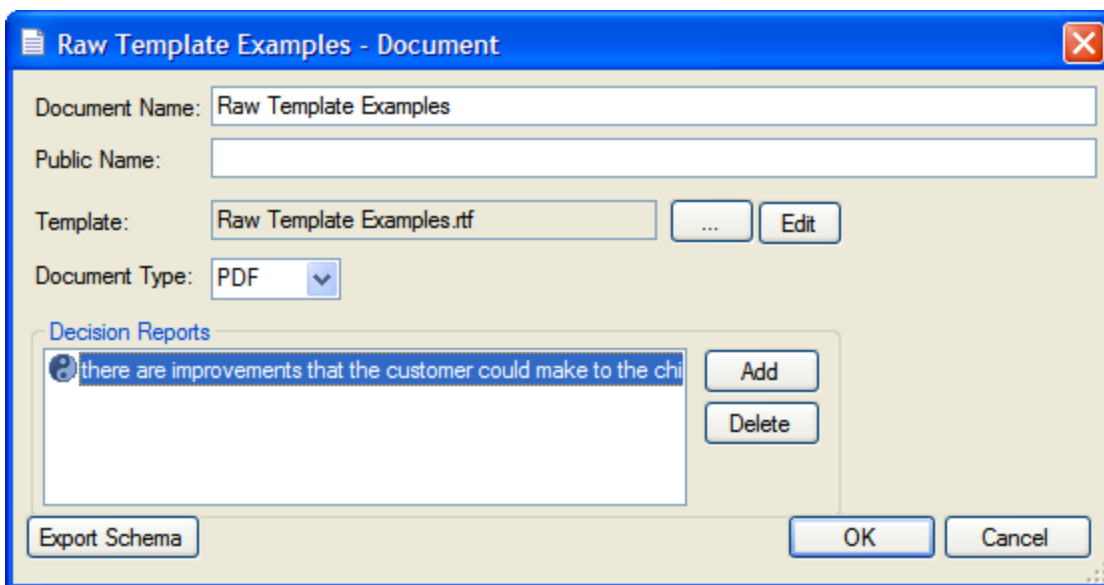 Raw Template Examples - Document
Document Name: Raw Template Examples
Public Name:
Template: Raw Template Examples.rtf ... Edit
Document Type: PDF
Decision Reports
there are improvements that the customer could make to the chi
Add
Delete
Export Schema OK Cancel